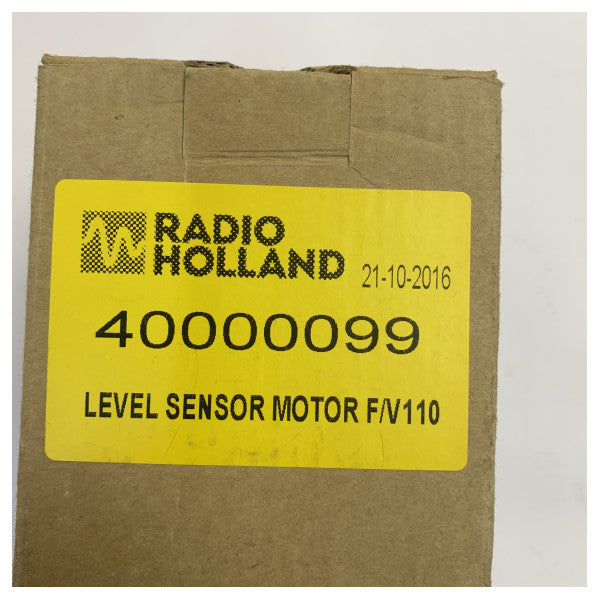 RADIO
HOLLAND
21-10-2016
40000099
LEVEL SENSOR MOTOR F/V110